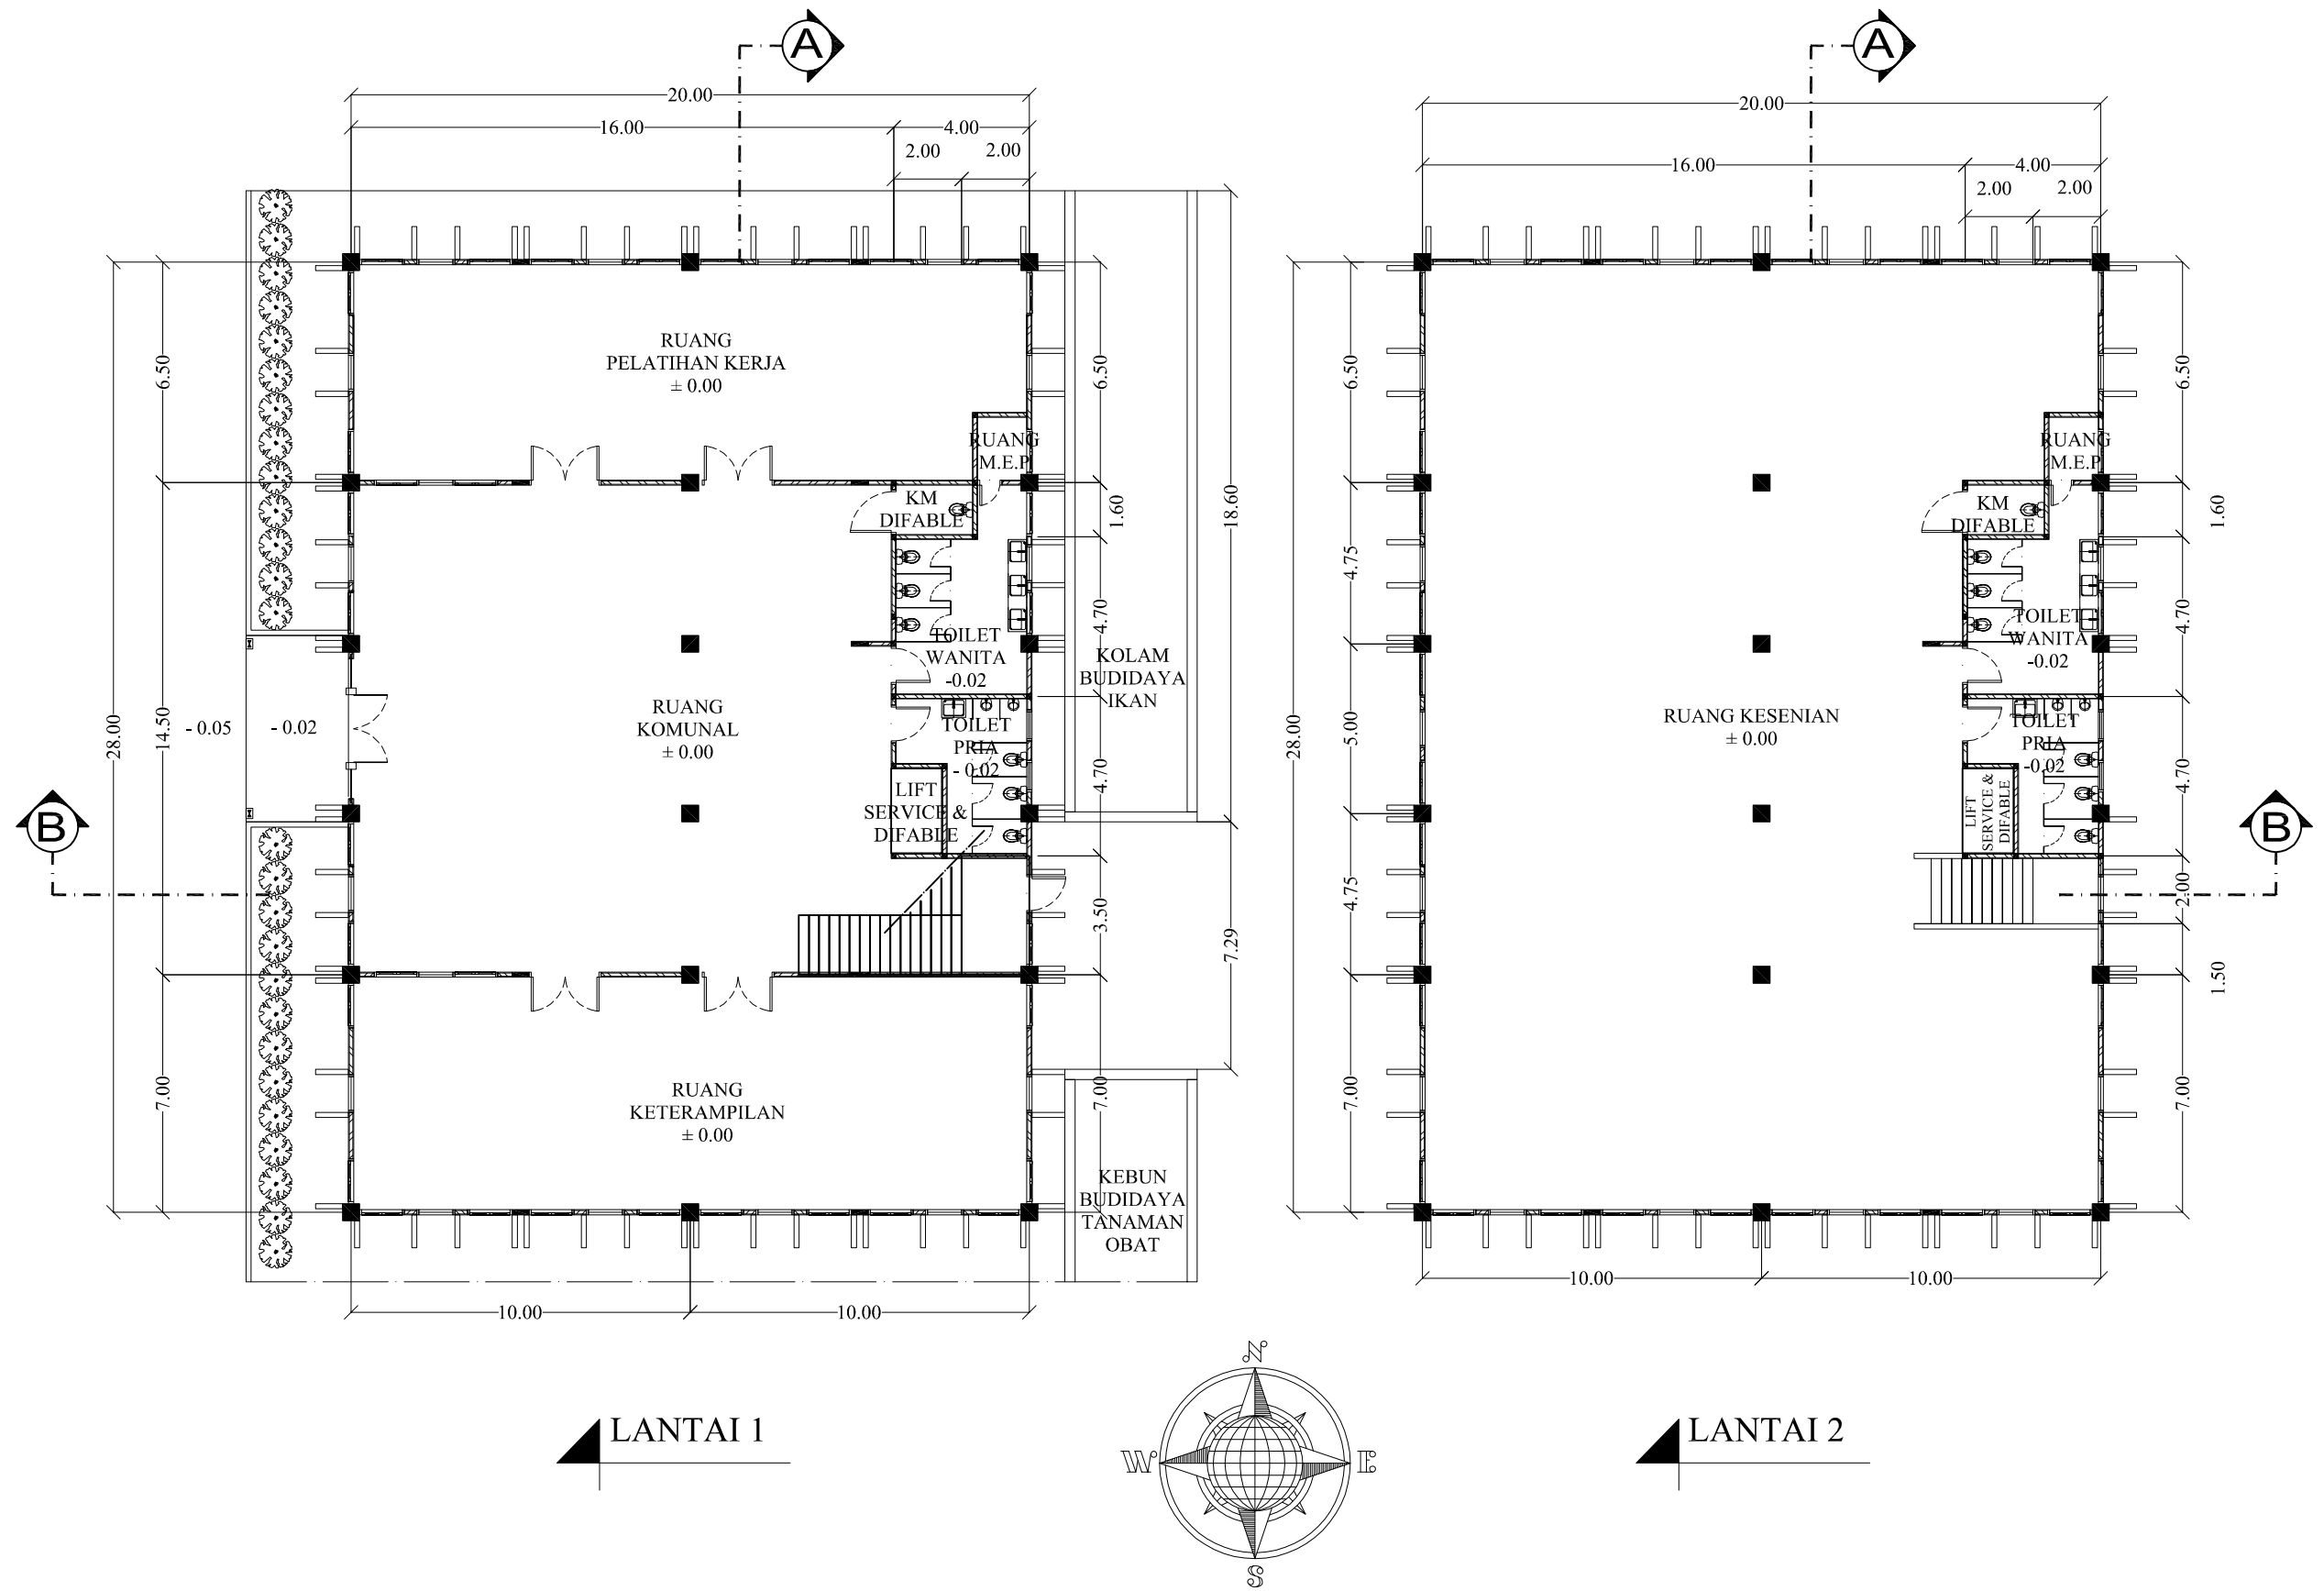 A
20.00
16.00
4.00
2.00
2.00
RUANG
PELATIHAN KERJA
± 0.00
RUANG
M.E.P
KM
DIFABLE
TOILET
WANITA
-0.02
RUANG
KOMUNAL
± 0.00
TOILET
PRIA
- 0.02
LIFT
SERVICE &
DIFABLE
- 0.05
- 0.02
KOLAM
BUDIDAYA
IKAN
RUANG
KETERAMPILAN
± 0.00
KEBUN
BUDIDAYA
TANAMAN
OBAT
28.00
6.50
14.50
7.00
6.50
1.60
4.70
4.70
3.50
7.00
18.60
7.29
B
10.00
10.00
LANTAI 1
A
20.00
16.00
4.00
2.00
2.00
RUANG
M.E.P
KM
DIFABLE
TOILET
WANITA
-0.02
RUANG KESENIAN
± 0.00
TOILET
PRIA
-0.02
LIFT
SERVICE &
DIFABLE
28.00
6.50
4.75
5.00
4.75
7.00
6.50
1.60
4.70
4.70
2.00
1.50
7.00
B
10.00
10.00
LANTAI 2
N
W
E
S